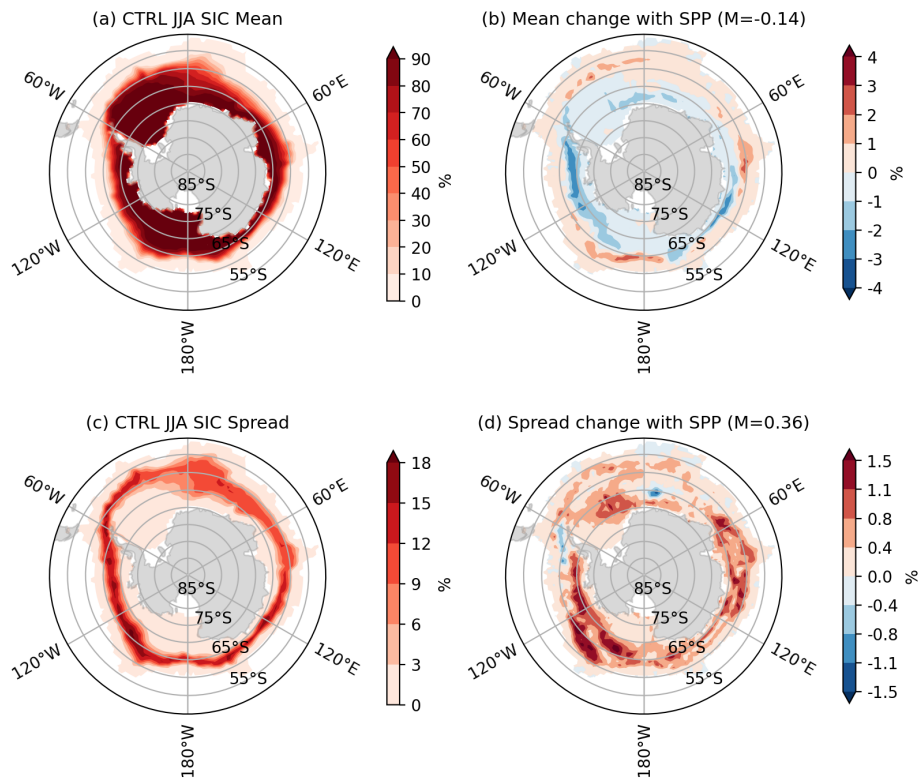 (a) CTRL JJA SIC Mean
60°W
60°E
85°S
75°S
65°S
55°S
120°W
120°E
180°W
90
80
70
60
50
40
30
20
10
0
%
(b) Mean change with SPP (M=-0.14)
60°W
60°E
85°S
75°S
65°S
55°S
120°W
120°E
180°W
4
3
2
1
0
-1
-2
-3
-4
%
(c) CTRL JJA SIC Spread
60°W
60°E
85°S
75°S
65°S
55°S
120°W
120°E
180°W
18
15
12
9
6
3
0
%
(d) Spread change with SPP (M=0.36)
60°W
60°E
85°S
75°S
65°S
55°S
120°W
120°E
180°W
1.5
1.1
0.8
0.4
0.0
-0.4
-0.8
-1.1
-1.5
%